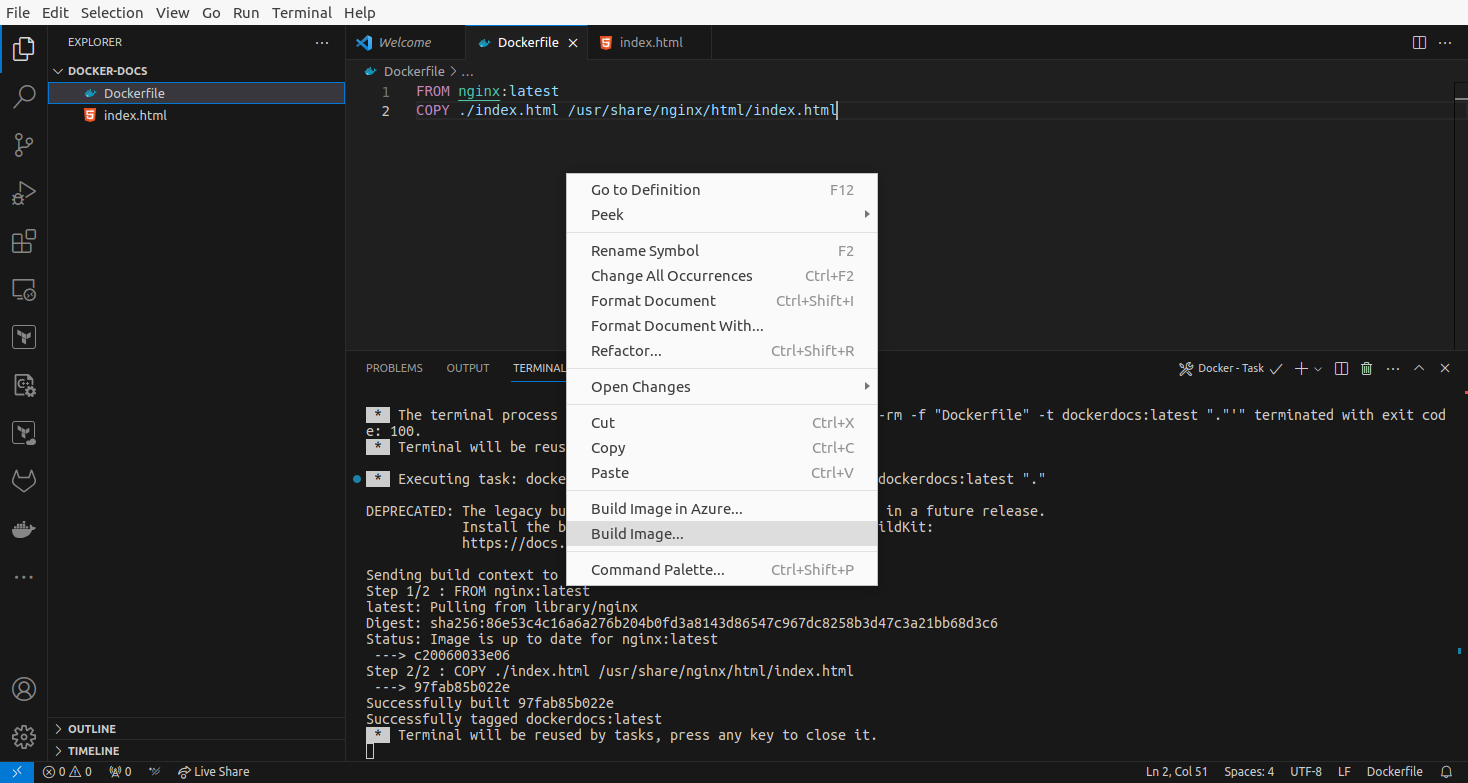 File Edit Selection View Go Run Terminal Help
EXPLORER ...
DOCKER-DOCS
Dockerfile
index.html
OUTLINE
TIMELINE
Welcome Dockerfile index.html ...
Dockerfile > ...
1 FROM nginx:latest
2 COPY ./index.html /usr/share/nginx/html/index.html
Go to Definition F12
Peek
Rename Symbol F2
Change All Occurrences Ctrl+F2
Format Document Ctrl+Shift+I
Format Document With...
Refactor... Ctrl+Shift+R
Open Changes
Cut Ctrl+X
Copy Ctrl+C
Paste Ctrl+V
Build Image in Azure...
Build Image...
Command Palette... Ctrl+Shift+P
PROBLEMS OUTPUT TERMINAL Docker - Task ...
* The terminal process -rm -f "Dockerfile" -t dockerdocs:latest "."'" terminated with exit cod
e: 100.
* Terminal will be reus
* Executing task: docke dockerdocs:latest "."
DEPRECATED: The legacy bu in a future release.
Install the b ildKit:
https://docs.
Sending build context to
Step 1/2 : FROM nginx:latest
latest: Pulling from library/nginx
Digest: sha256:86e53c4c16a6a276b204b0fd3a8143d86547c967dc8258b3d47c3a21bb68d3c6
Status: Image is up to date for nginx:latest
---> c20060033e06
Step 2/2 : COPY ./index.html /usr/share/nginx/html/index.html
---> 97fab85b022e
Successfully built 97fab85b022e
Successfully tagged dockerdocs:latest
* Terminal will be reused by tasks, press any key to close it.
0 0 0 Live Share Ln 2, Col 51 Spaces: 4 UTF-8 LF Dockerfile